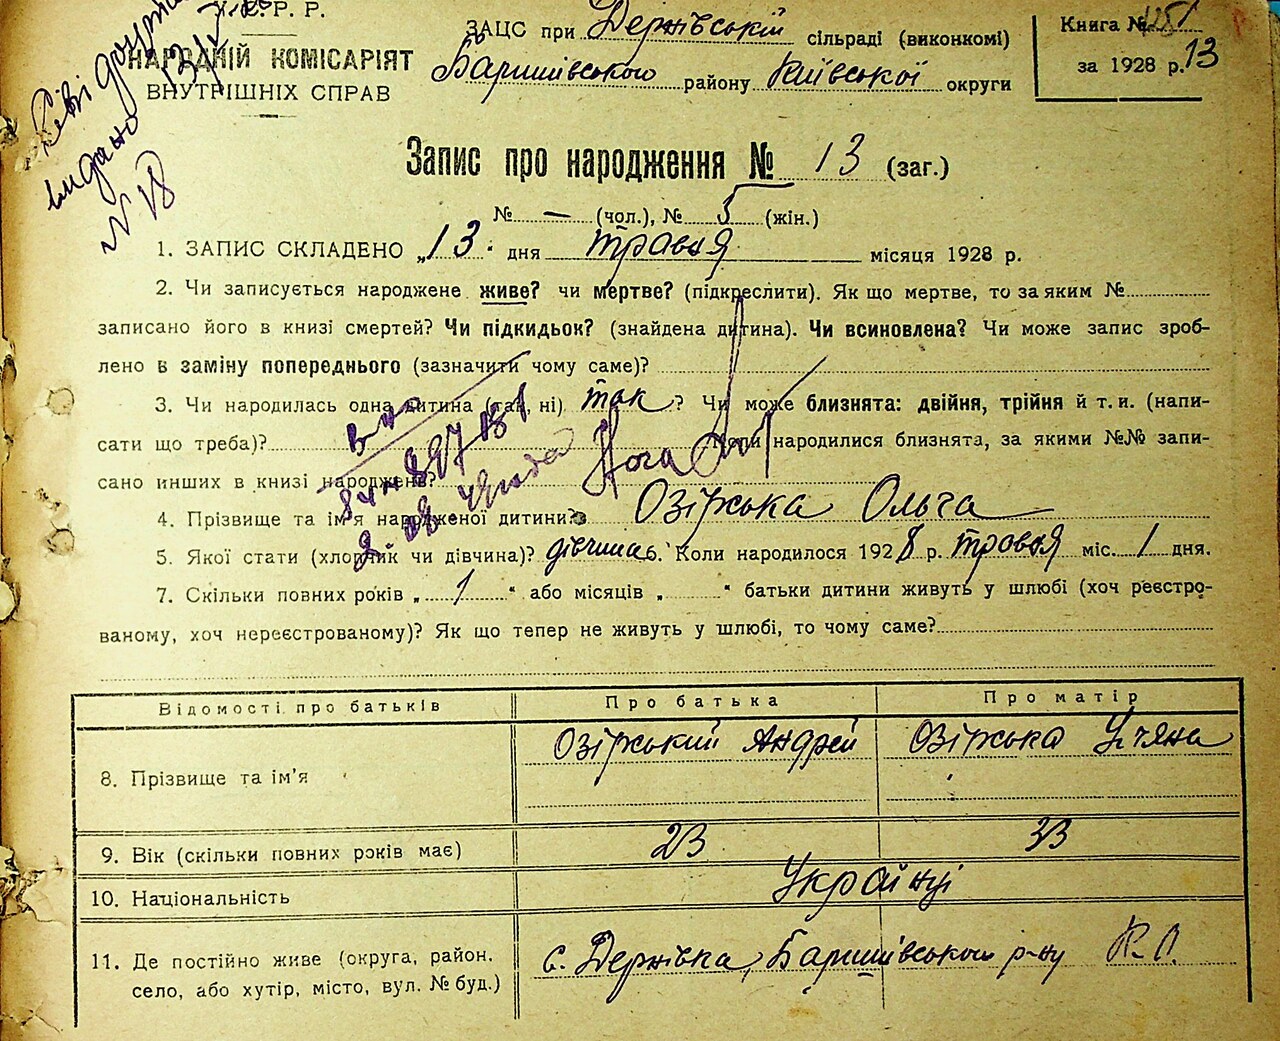 У.С.Р.Р.
НАРОДНІЙ КОМІСАРІЯТ
ВНУТРІШНІХ СПРАВ
видано
N 18
ЗАЦС при Дернівській сільраді (виконкомі)
Баришівського району Київської округи
Книга №
за 1928 р. 13
Запис про народження № 13 (заг.)
№ — (чол.), № 5 (жін.)
1. ЗАПИС СКЛАДЕНО „13" дня травня місяця 1928 р.
2. Чи записується народжене живе? чи мертве? (підкреслити). Як що мертве, то за яким №
записано його в книзі смертей? Чи підкидьок? (знайдена дитина). Чи всиновлена? Чи може запис зроб-
лено в заміну попереднього (зазначити чому саме)?
3. Чи народилась одна дитина (так, ні) так? Чи може близнята: двійня, трійня й т. и. (напи-
сати що треба)? Коли народилися близнята, за якими №№ запи-
сано инших в книзі народжень?
4. Прізвище та ім'я народженої дитини? Озірська Ольга
5. Якої стати (хлопчик чи дівчина)? дівчина 6. Коли народилося 1928 р. травня міс. 1 дня.
7. Скільки повних років „1" або місяців „ " батьки дитини живуть у шлюбі (хоч реєстро-
ваному, хоч нереєстрованому)? Як що тепер не живуть у шлюбі, то чому саме?
Відомості про батьків Про батька Про матір
8. Прізвище та ім'я Озірський Андрей Озірська Уляна
9. Вік (скільки повних років має) 23 33
10. Національність Українці
11. Де постійно живе (округа, район, село, або хутір, місто, вул. № буд.) с. Дернівка, Баришівського р-ну К.О.